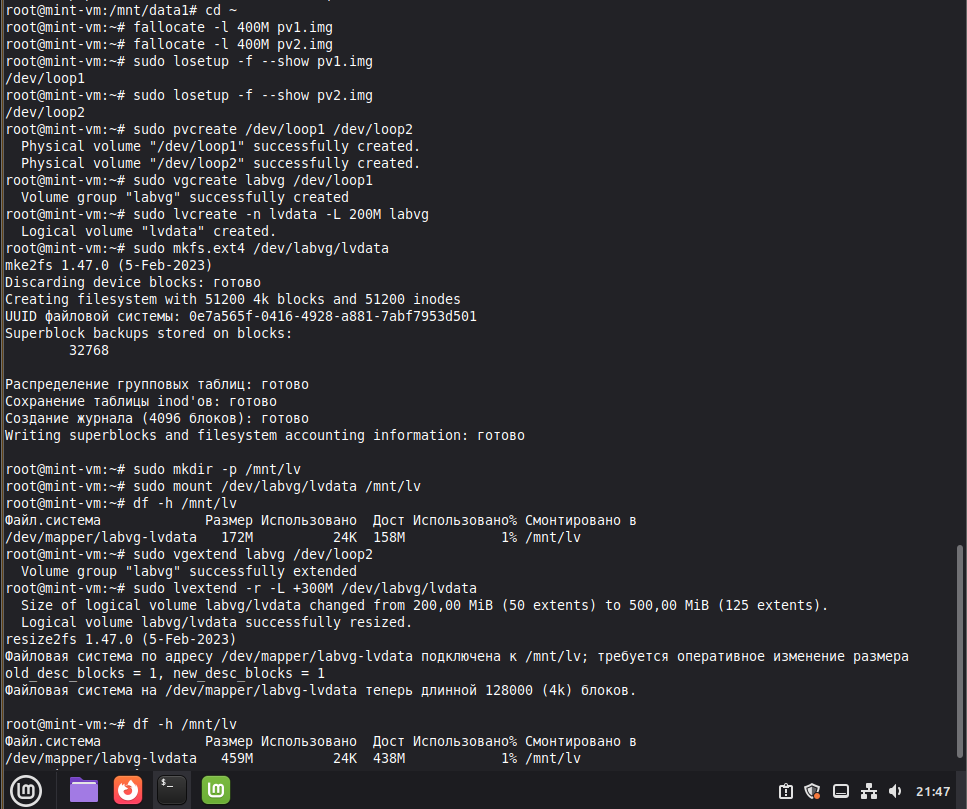 root@mint-vm:/mnt/data1# cd ~
root@mint-vm:~# fallocate -l 400M pv1.img
root@mint-vm:~# fallocate -l 400M pv2.img
root@mint-vm:~# sudo losetup -f --show pv1.img
/dev/loop1
root@mint-vm:~# sudo losetup -f --show pv2.img
/dev/loop2
root@mint-vm:~# sudo pvcreate /dev/loop1 /dev/loop2
  Physical volume "/dev/loop1" successfully created.
  Physical volume "/dev/loop2" successfully created.
root@mint-vm:~# sudo vgcreate labvg /dev/loop1
  Volume group "labvg" successfully created
root@mint-vm:~# sudo lvcreate -n lvdata -L 200M labvg
  Logical volume "lvdata" created.
root@mint-vm:~# sudo mkfs.ext4 /dev/labvg/lvdata
mke2fs 1.47.0 (5-Feb-2023)
Discarding device blocks: готово
Creating filesystem with 51200 4k blocks and 51200 inodes
UUID файловой системы: 0e7a565f-0416-4928-a881-7abf7953d501
Superblock backups stored on blocks:
        32768
Распределение групповых таблиц: готово
Сохранение таблицы inod'ов: готово
Создание журнала (4096 блоков): готово
Writing superblocks and filesystem accounting information: готово
root@mint-vm:~# sudo mkdir -p /mnt/lv
root@mint-vm:~# sudo mount /dev/labvg/lvdata /mnt/lv
root@mint-vm:~# df -h /mnt/lv
Файл.система             Размер Использовано  Дост Использовано% Смонтировано в
/dev/mapper/labvg-lvdata   172M          24K  158M            1% /mnt/lv
root@mint-vm:~# sudo vgextend labvg /dev/loop2
  Volume group "labvg" successfully extended
root@mint-vm:~# sudo lvextend -r -L +300M /dev/labvg/lvdata
  Size of logical volume labvg/lvdata changed from 200,00 MiB (50 extents) to 500,00 MiB (125 extents).
  Logical volume labvg/lvdata successfully resized.
resize2fs 1.47.0 (5-Feb-2023)
Файловая система по адресу /dev/mapper/labvg-lvdata подключена к /mnt/lv; требуется оперативное изменение размера
old_desc_blocks = 1, new_desc_blocks = 1
Файловая система на /dev/mapper/labvg-lvdata теперь длинной 128000 (4k) блоков.
root@mint-vm:~# df -h /mnt/lv
Файл.система             Размер Использовано  Дост Использовано% Смонтировано в
/dev/mapper/labvg-lvdata   459M          24K  438M            1% /mnt/lv
21:47